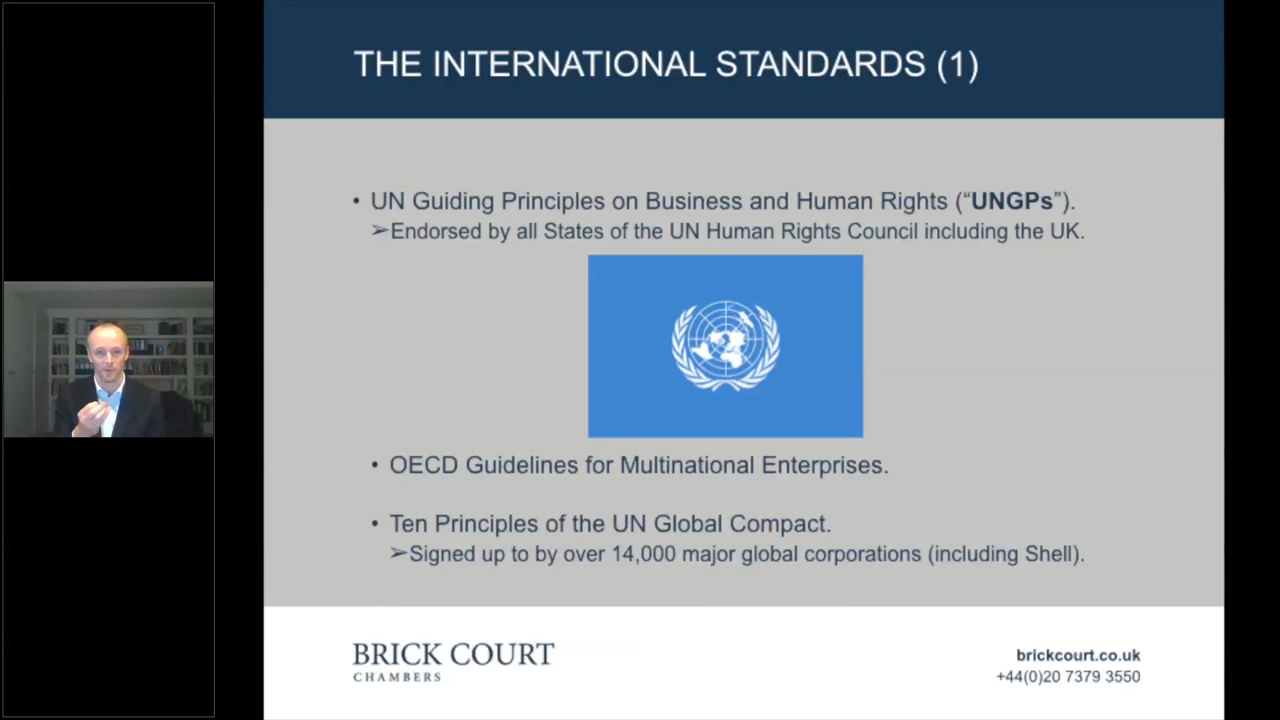 THE INTERNATIONAL STANDARDS (1)
• UN Guiding Principles on Business and Human Rights (“UNGPs”).
➢Endorsed by all States of the UN Human Rights Council including the UK.
• OECD Guidelines for Multinational Enterprises.
• Ten Principles of the UN Global Compact.
➢Signed up to by over 14,000 major global corporations (including Shell).
BRICK COURT
CHAMBERS
brickcourt.co.uk
+44(0)20 7379 3550